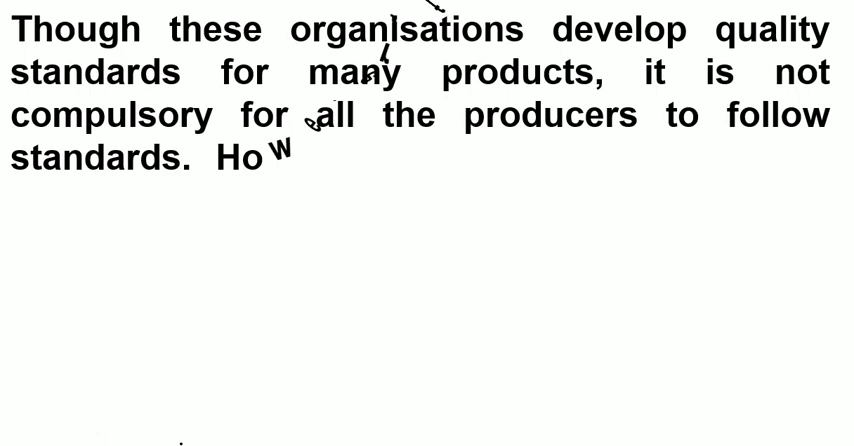 Though these organisations develop quality
standards for many products, it is not
compulsory for all the producers to follow
standards. How